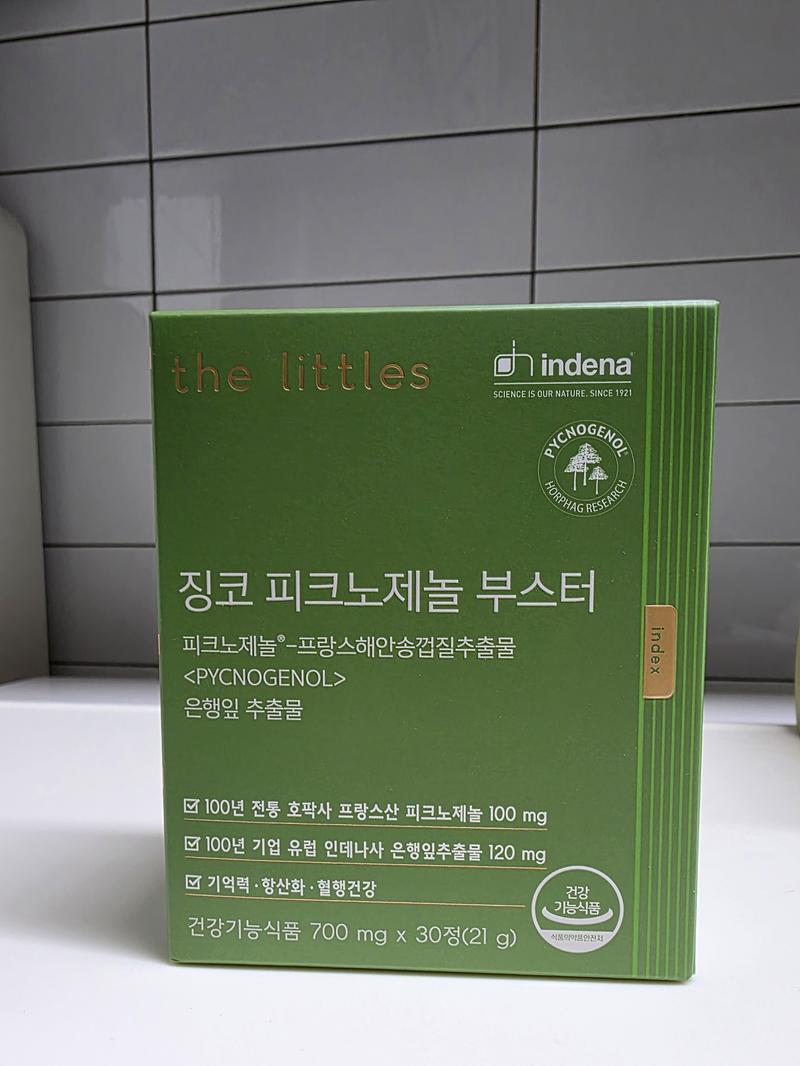 the littles
indena
SCIENCE IS OUR NATURE. SINCE 1921
PYCNOGENOL®
HORPHAG RESEARCH
징코 피크노제놀 부스터
피크노제놀®-프랑스해안송껍질추출물
<PYCNOGENOL>
은행잎 추출물
index
100년 전통 호팍사 프랑스산 피크노제놀 100 mg
100년 기업 유럽 인데나사 은행잎추출물 120 mg
기억력·항산화·혈행건강
건강기능식품 700 mg x 30정(21 g)
건강
기능식품
식품의약품안전처